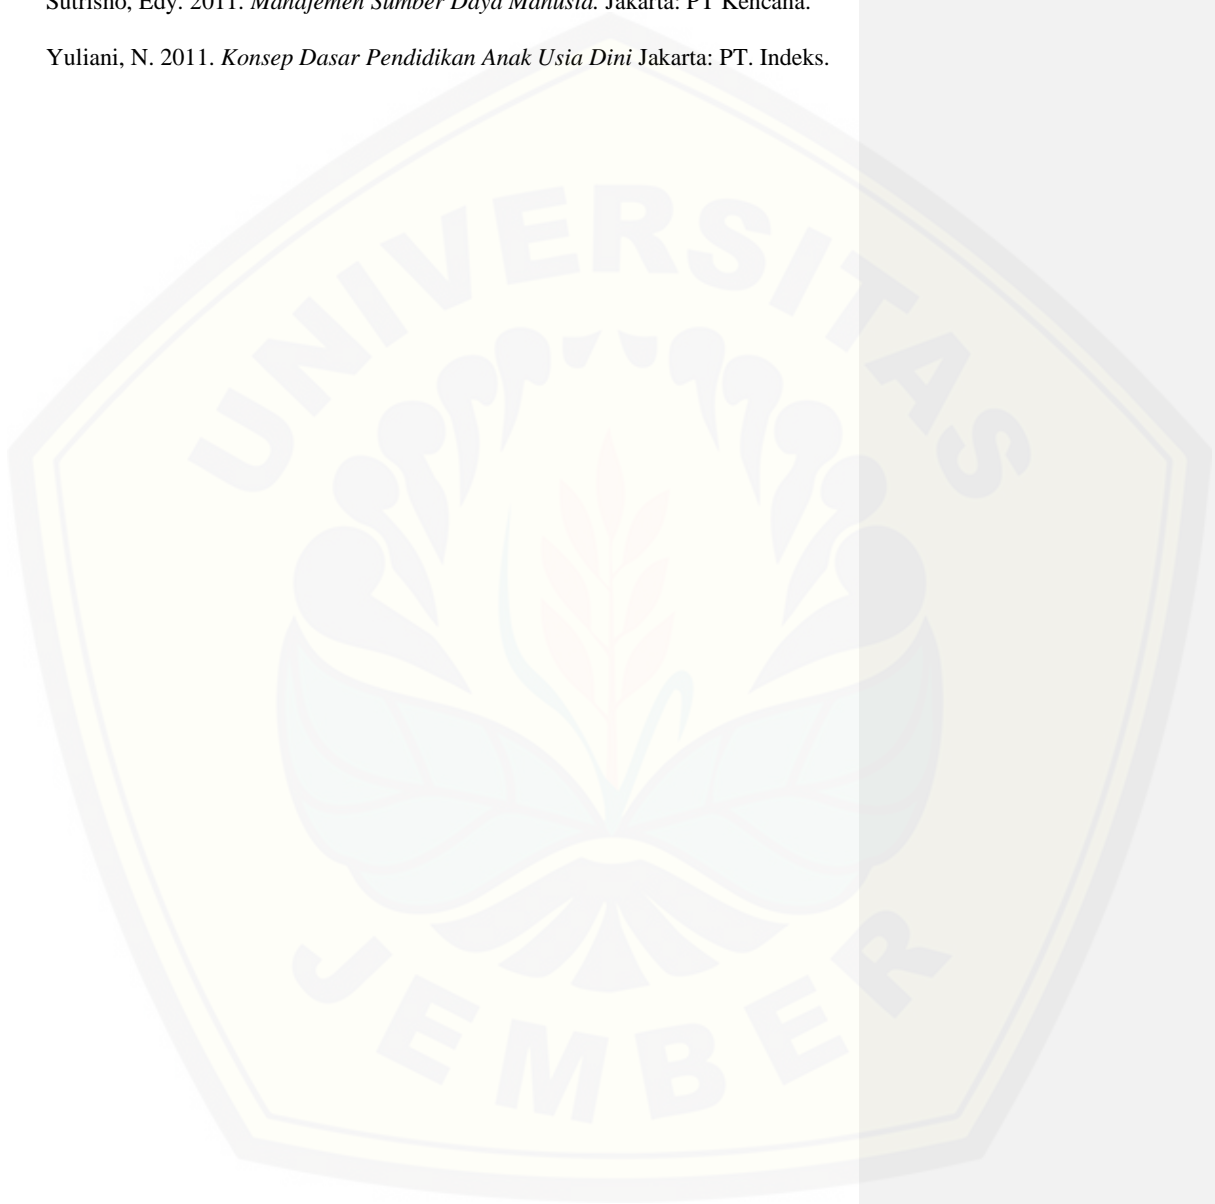 Sutrisno, Edy. 2011. Manajemen Sumber Daya Manusia. Jakarta: PT Kencana.
Yuliani, N. 2011. Konsep Dasar Pendidikan Anak Usia Dini Jakarta: PT. Indeks.
UNIVERSITAS
JEMBER